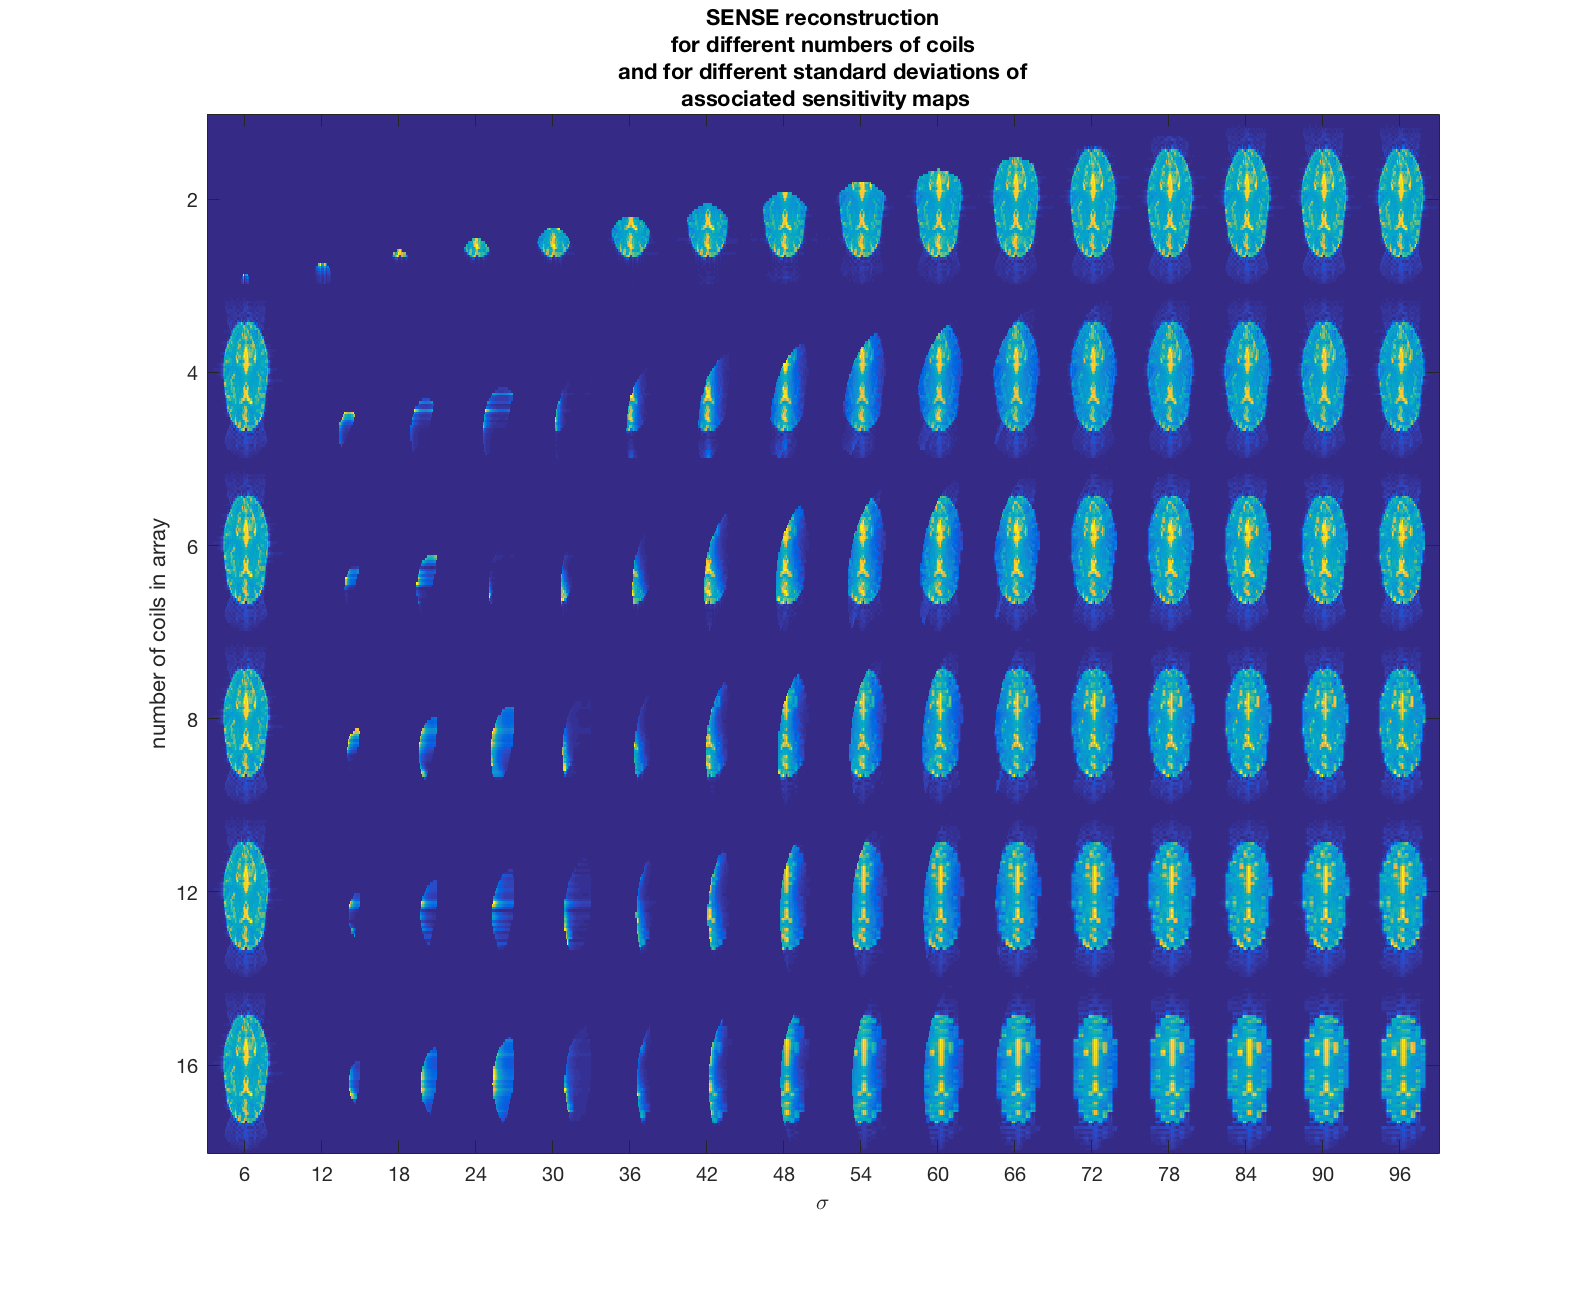 SENSE reconstruction
for different numbers of coils
and for different standard deviations of
associated sensitivity maps
number of coils in array
2
4
6
8
12
16
6 12 18 24 30 36 42 48 54 60 66 72 78 84 90 96
σ